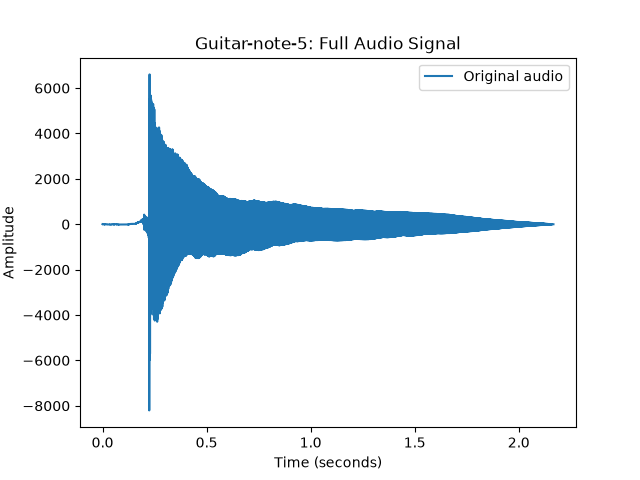 Guitar-note-5: Full Audio Signal
Original audio
6000
4000
2000
0
−2000
−4000
−6000
−8000
Amplitude
0.0 0.5 1.0 1.5 2.0
Time (seconds)